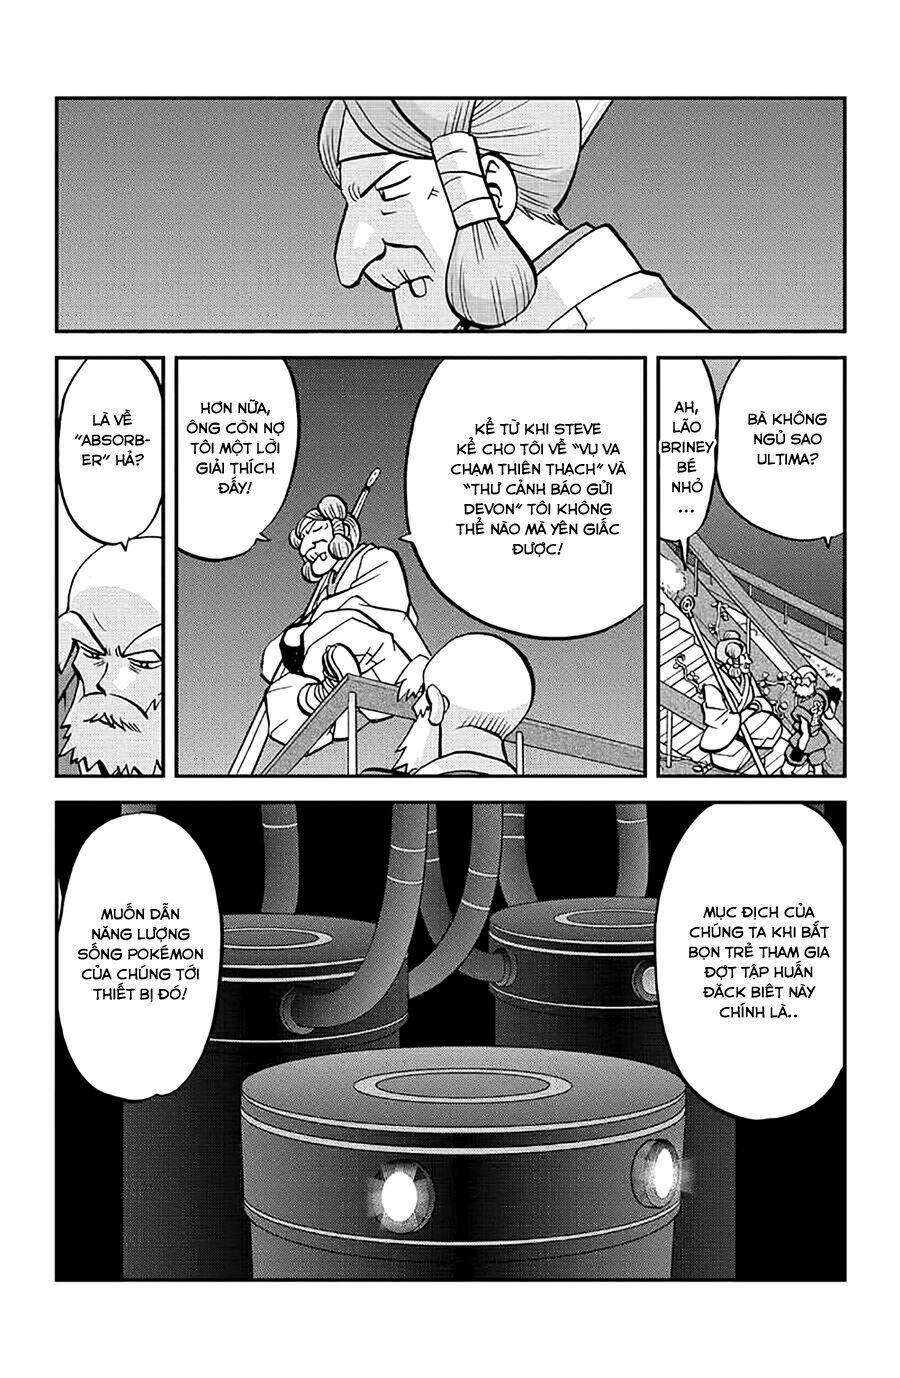 BÀ KHÔNG
NGỦ SAO
ULTIMA?
AH,
LÃO
BRINEY
BÉ
NHỎ
...
KỂ TỪ KHI STEVE
KỂ CHO TÔI VỀ "VỤ VA
CHẠM THIÊN THẠCH" VÀ
"THƯ CẢNH BÁO GỬI
DEVON" TÔI KHÔNG
THỂ NÀO MÀ YÊN GIẤC
ĐƯỢC!
HƠN NỮA,
ÔNG CÒN NỢ
TÔI MỘT LỜI
GIẢI THÍCH
ĐẤY!
LÀ VỀ
"ABSORB-
ER" HẢ?
MỤC ĐỊCH CỦA
CHÚNG TA KHI BẮT
BỌN TRẺ THAM GIA
ĐỢT TẬP HUẤN
ĐĂCK BIÊT NÀY
CHÍNH LÀ..
MUỐN DẪN
NĂNG LƯỢNG
SỐNG POKÉMON
CỦA CHÚNG TỚI
THIẾT BỊ ĐÓ!